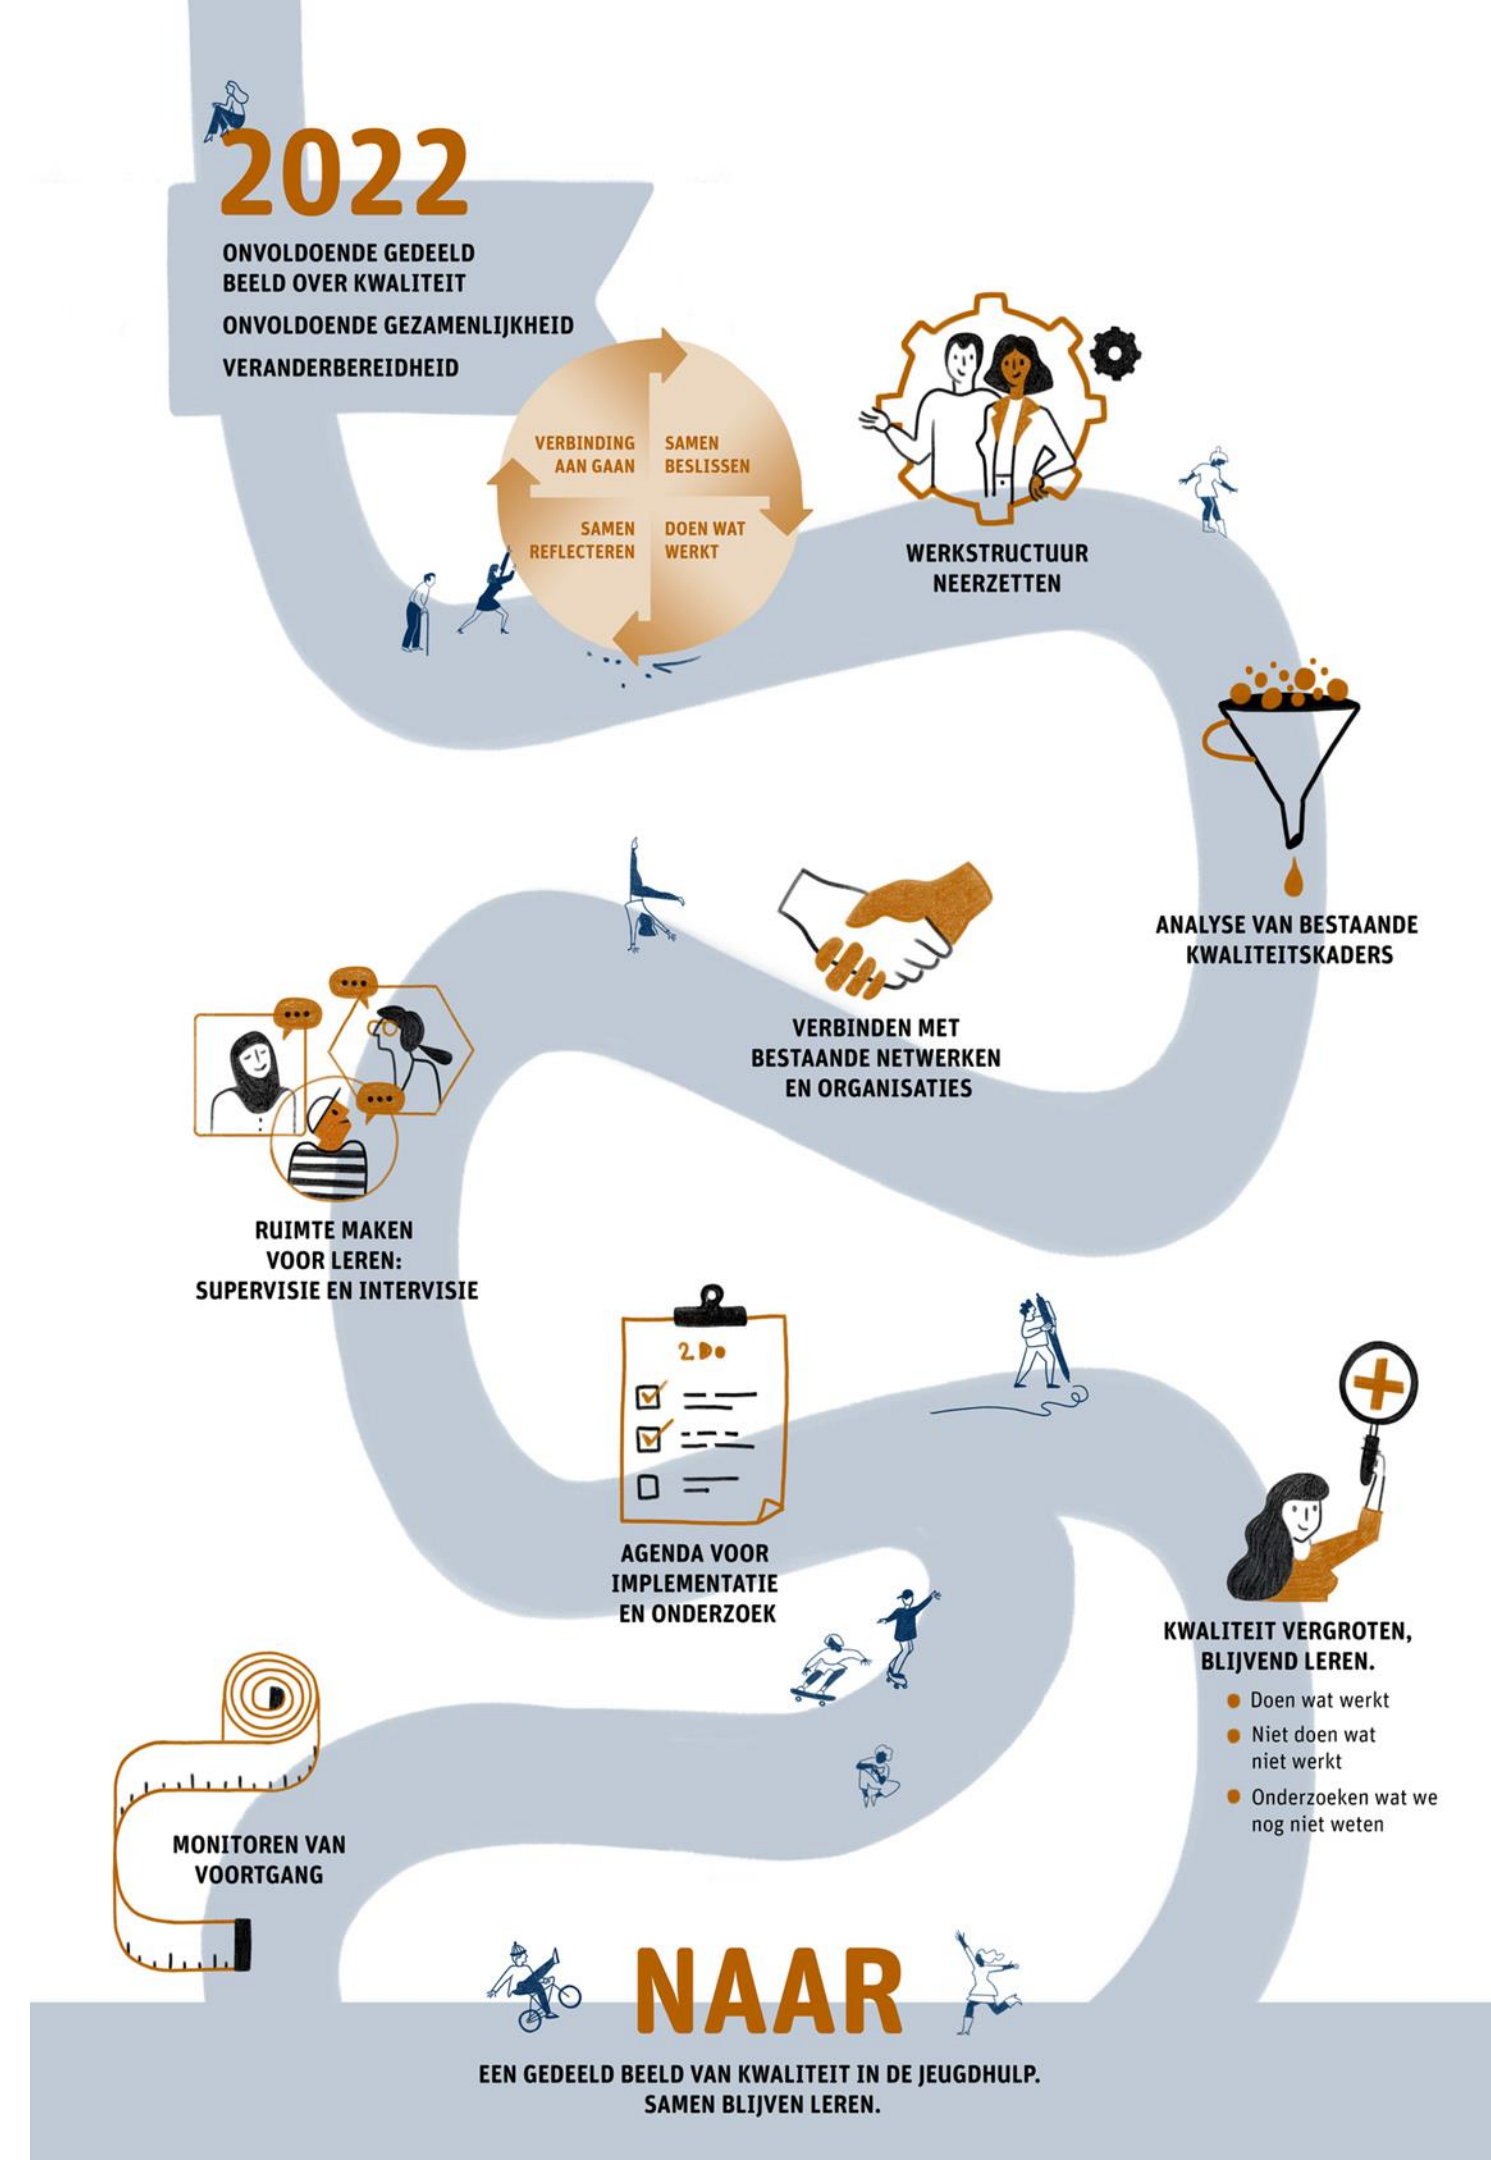 2022
ONVOLDOENDE GEDEELD
BEELD OVER KWALITEIT
ONVOLDOENDE GEZAMENLIJKHEID
VERANDERBEREIDHEID
VERBINDING
AAN GAAN
SAMEN
BESLISSEN
SAMEN
REFLECTEREN
DOEN WAT
WERKT
WERKSTRUCTUUR
NEERZETTEN
ANALYSE VAN BESTAANDE
KWALITEITSKADERS
VERBINDEN MET
BESTAANDE NETWERKEN
EN ORGANISATIES
RUIMTE MAKEN
VOOR LEREN:
SUPERVISIE EN INTERVISIE
2 Do
AGENDA VOOR
IMPLEMENTATIE
EN ONDERZOEK
KWALITEIT VERGROTEN,
BLIJVEND LEREN.
Doen wat werkt
Niet doen wat
niet werkt
Onderzoeken wat we
nog niet weten
MONITOREN VAN
VOORTGANG
NAAR
EEN GEDEELD BEELD VAN KWALITEIT IN DE JEUGDHULP.
SAMEN BLIJVEN LEREN.